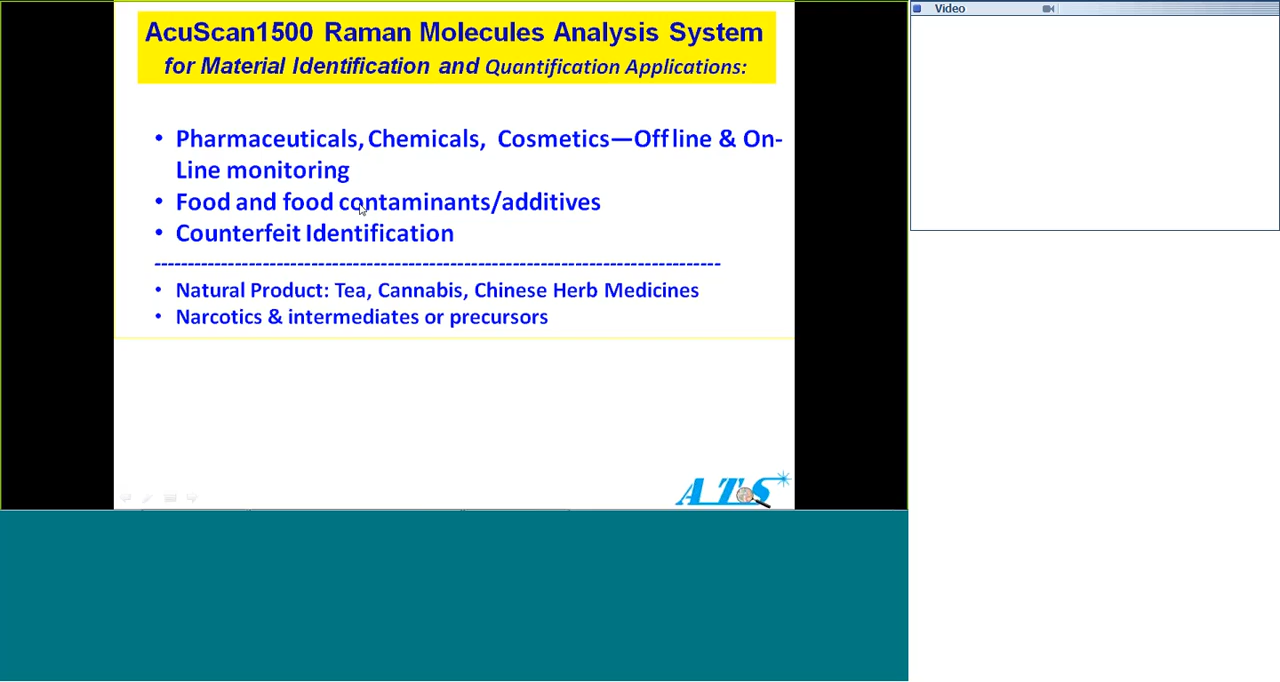 Video
AcuScan1500 Raman Molecules Analysis System
for Material Identification and Quantification Applications:
• Pharmaceuticals, Chemicals, Cosmetics—Off line & On-
Line monitoring
• Food and food contaminants/additives
• Counterfeit Identification
------------------------------------------------------------------------------------
• Natural Product: Tea, Cannabis, Chinese Herb Medicines
• Narcotics & intermediates or precursors
ATS